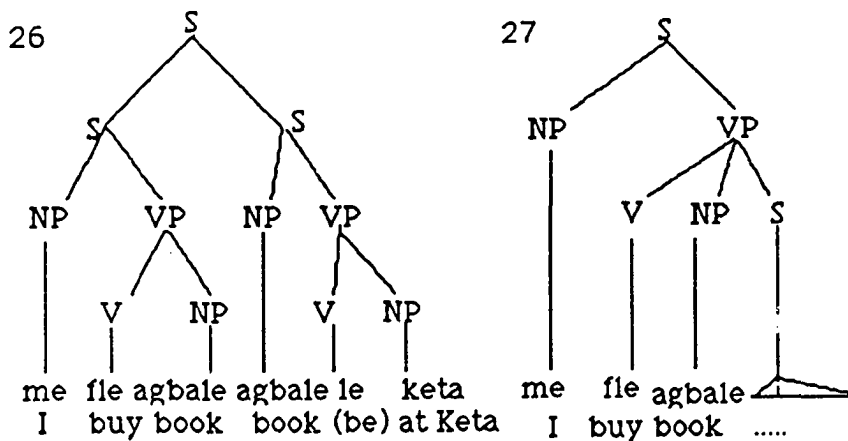 26 S 27 S
S S NP VP
NP VP NP VP V NP S
V NP V NP
me fle agbale agbale le keta me fle agbale
I buy book book (be) at Keta I buy book .....